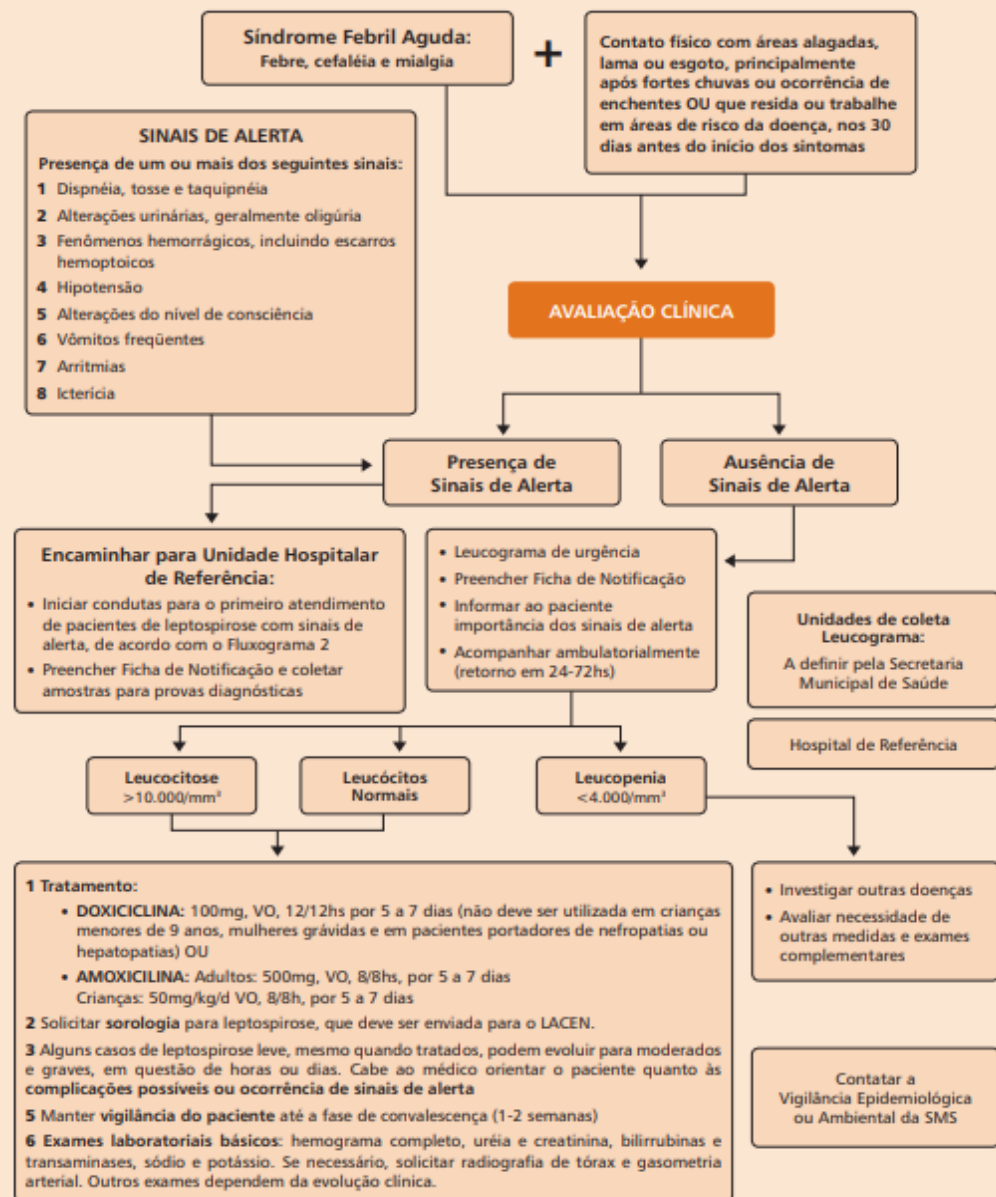 Síndrome Febril Aguda:
Febre, cefaléia e mialgia
+
Contato físico com áreas alagadas,
lama ou esgoto, principalmente
após fortes chuvas ou ocorrência de
enchentes OU que resida ou trabalhe
em áreas de risco da doença, nos 30
dias antes do início dos sintomas
SINAIS DE ALERTA
Presença de um ou mais dos seguintes sinais:
1 Dispnéia, tosse e taquipnéia
2 Alterações urinárias, geralmente oligúria
3 Fenômenos hemorrágicos, incluindo escarros
hemoptoicos
4 Hipotensão
5 Alterações do nível de consciência
6 Vômitos freqüentes
7 Arritmias
8 Icterícia
AVALIAÇÃO CLÍNICA
Presença de
Sinais de Alerta
Ausência de
Sinais de Alerta
Encaminhar para Unidade Hospitalar
de Referência:
• Iniciar condutas para o primeiro atendimento
de pacientes de leptospirose com sinais de
alerta, de acordo com o Fluxograma 2
• Preencher Ficha de Notificação e coletar
amostras para provas diagnósticas
• Leucograma de urgência
• Preencher Ficha de Notificação
• Informar ao paciente
importância dos sinais de alerta
• Acompanhar ambulatorialmente
(retorno em 24-72hs)
Unidades de coleta
Leucograma:
A definir pela Secretaria
Municipal de Saúde
Hospital de Referência
Leucocitose
>10.000/mm³
Leucócitos
Normais
Leucopenia
<4.000/mm³
1 Tratamento:
• DOXICICLINA: 100mg, VO, 12/12hs por 5 a 7 dias (não deve ser utilizada em crianças
menores de 9 anos, mulheres grávidas e em pacientes portadores de nefropatias ou
hepatopatias) OU
• AMOXICILINA: Adultos: 500mg, VO, 8/8hs, por 5 a 7 dias
Crianças: 50mg/kg/d VO, 8/8h, por 5 a 7 dias
2 Solicitar sorologia para leptospirose, que deve ser enviada para o LACEN.
3 Alguns casos de leptospirose leve, mesmo quando tratados, podem evoluir para moderados
e graves, em questão de horas ou dias. Cabe ao médico orientar o paciente quanto às
complicações possíveis ou ocorrência de sinais de alerta
5 Manter vigilância do paciente até a fase de convalescença (1-2 semanas)
6 Exames laboratoriais básicos: hemograma completo, uréia e creatinina, bilirrubinas e
transaminases, sódio e potássio. Se necessário, solicitar radiografia de tórax e gasometria
arterial. Outros exames dependem da evolução clínica.
• Investigar outras doenças
• Avaliar necessidade de
outras medidas e exames
complementares
Contatar a
Vigilância Epidemiológica
ou Ambiental da SMS